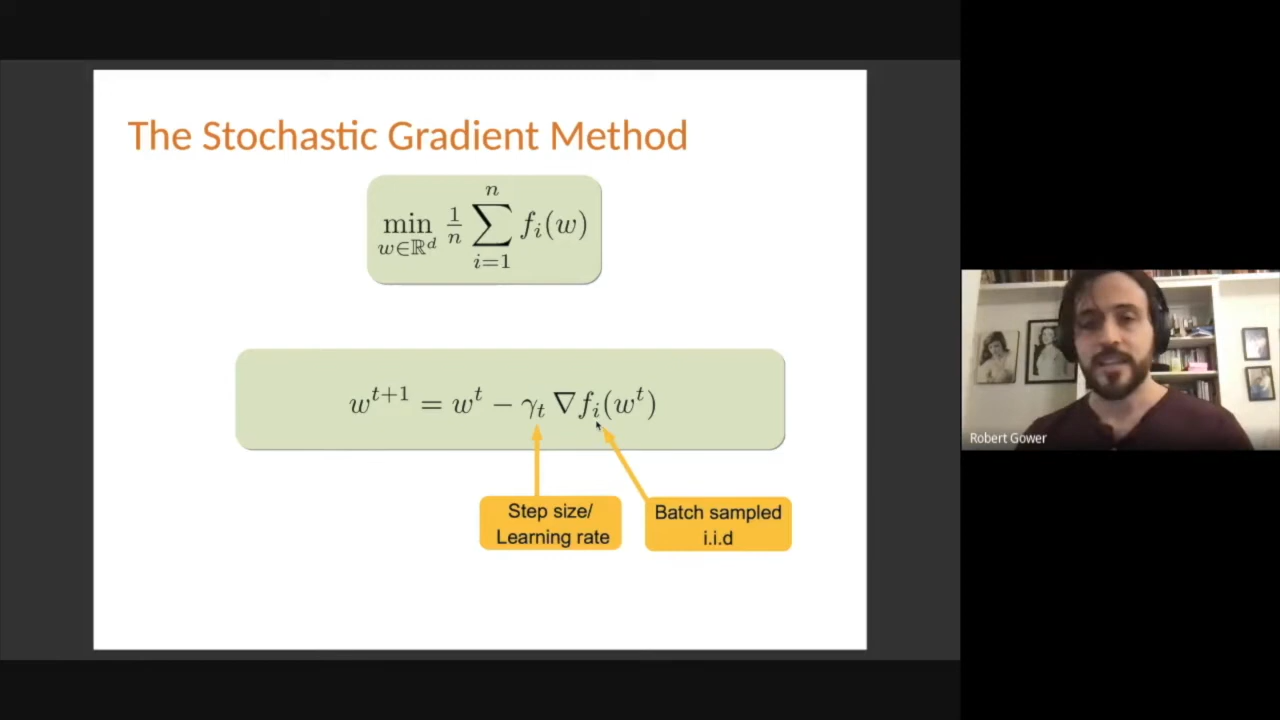 The Stochastic Gradient Method
min_{w∈ℝ^d} 1/n ∑_{i=1}^{n} f_i(w)
w^{t+1} = w^t − γ_t ∇f_i(w^t)
Step size/
Learning rate
Batch sampled
i.i.d
Robert Gower